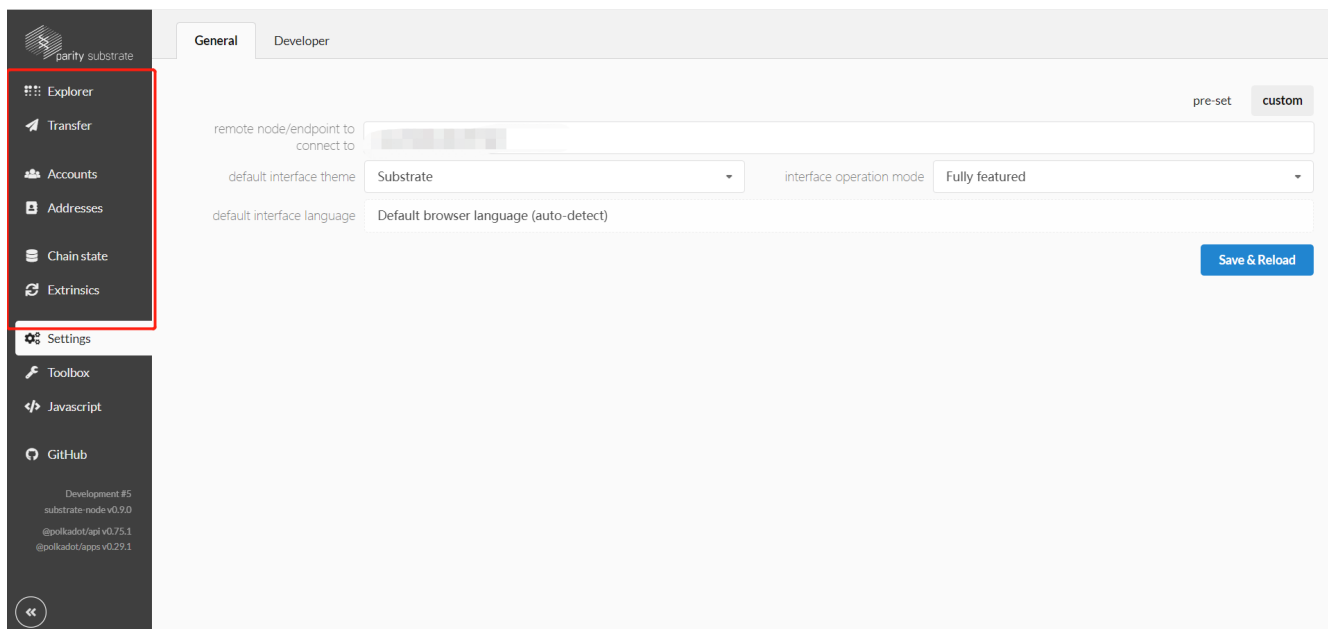 parity substrate
General
Developer
Explorer
Transfer
Accounts
Addresses
Chain state
Extrinsics
Settings
Toolbox
Javascript
GitHub
Development #5
substrate-node v0.9.0
@polkadot/api v0.75.1
@polkadot/apps v0.29.1
pre-set
custom
remote node/endpoint to
connect to
default interface theme
Substrate
interface operation mode
Fully featured
default interface language
Default browser language (auto-detect)
Save & Reload